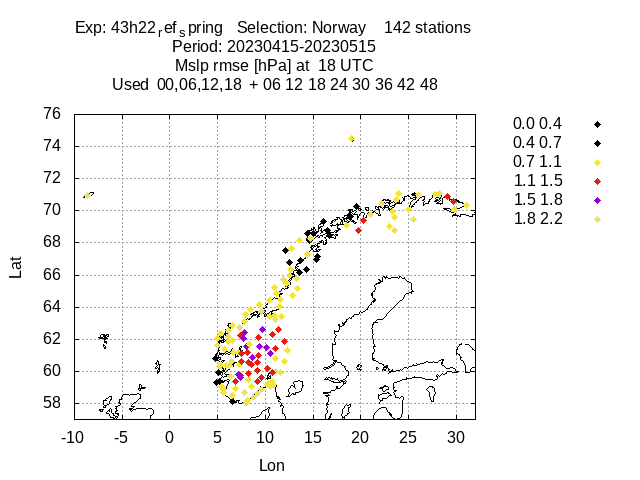 Exp: 43h22ref_spring   Selection: Norway    142 stations
Period: 20230415-20230515
Mslp rmse [hPa] at  18 UTC
Used  00,06,12,18  + 06 12 18 24 30 36 42 48
76
74
72
70
68
66
64
62
60
58
Lat
-10 -5 0 5 10 15 20 25 30
Lon
0.0 0.4
0.4 0.7
0.7 1.1
1.1 1.5
1.5 1.8
1.8 2.2